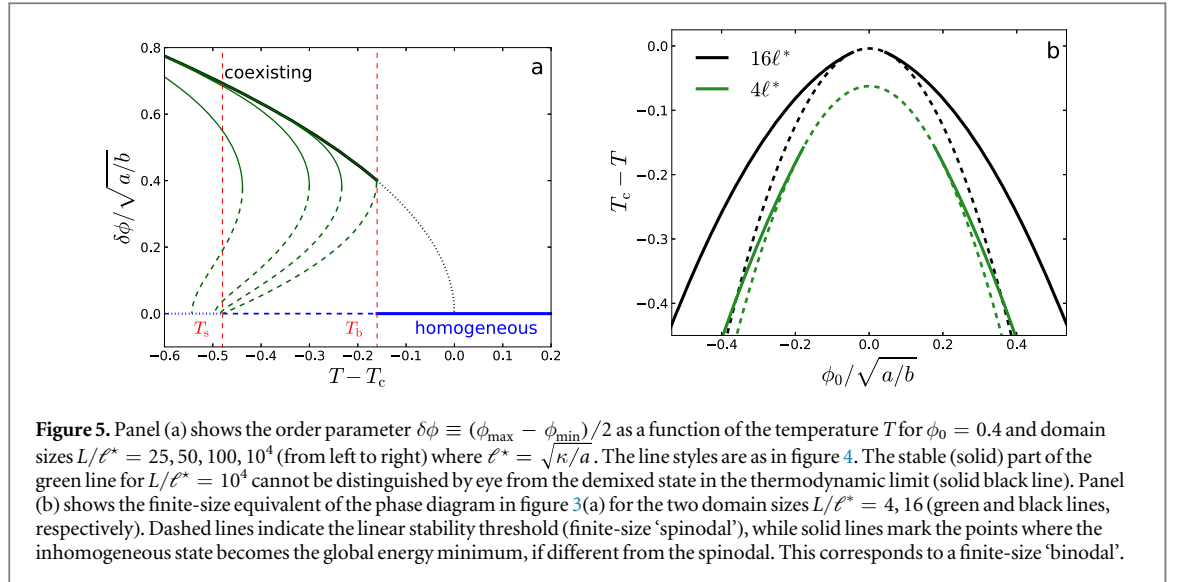 a
coexisting
0.8
0.6
0.4
0.2
0.0
δϕ/√a/b
T_s
T_b
homogeneous
−0.6 −0.5 −0.4 −0.3 −0.2 −0.1 0.0 0.1 0.2
T − T_c
b
16ℓ*
4ℓ*
0.0
−0.1
−0.2
−0.3
−0.4
T_c − T
−0.4 −0.2 0.0 0.2 0.4
ϕ_0/√a/b
Figure 5. Panel (a) shows the order parameter δϕ ≡ (ϕ_max − ϕ_min)/2 as a function of the temperature T for ϕ_0 = 0.4 and domain
sizes L/ℓ* = 25, 50, 100, 10^4 (from left to right) where ℓ* = √κ/a. The line styles are as in figure 4. The stable (solid) part of the
green line for L/ℓ* = 10^4 cannot be distinguished by eye from the demixed state in the thermodynamic limit (solid black line). Panel
(b) shows the finite-size equivalent of the phase diagram in figure 3(a) for the two domain sizes L/ℓ* = 4, 16 (green and black lines,
respectively). Dashed lines indicate the linear stability threshold (finite-size ‘spinodal’), while solid lines mark the points where the
inhomogeneous state becomes the global energy minimum, if different from the spinodal. This corresponds to a finite-size ‘binodal’.